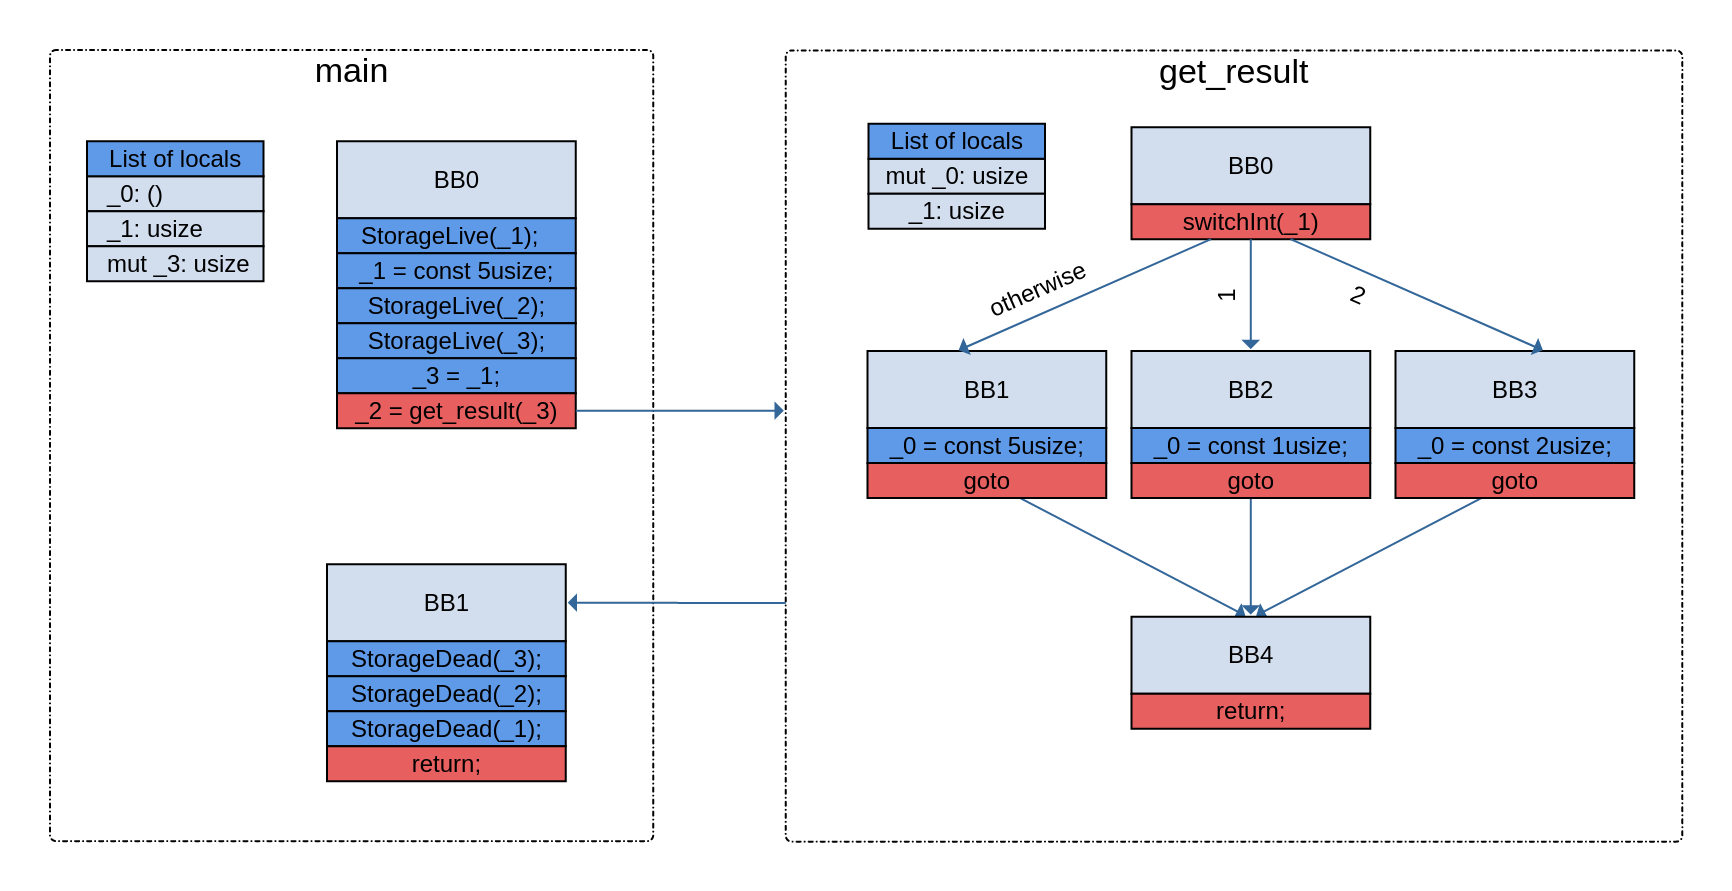 main
List of locals
_0: ()
_1: usize
mut _3: usize
BB0
StorageLive(_1);
_1 = const 5usize;
StorageLive(_2);
StorageLive(_3);
_3 = _1;
_2 = get_result(_3)
BB1
StorageDead(_3);
StorageDead(_2);
StorageDead(_1);
return;
get_result
List of locals
mut _0: usize
_1: usize
BB0
switchInt(_1)
otherwise
1
2
BB1
_0 = const 5usize;
goto
BB2
_0 = const 1usize;
goto
BB3
_0 = const 2usize;
goto
BB4
return;